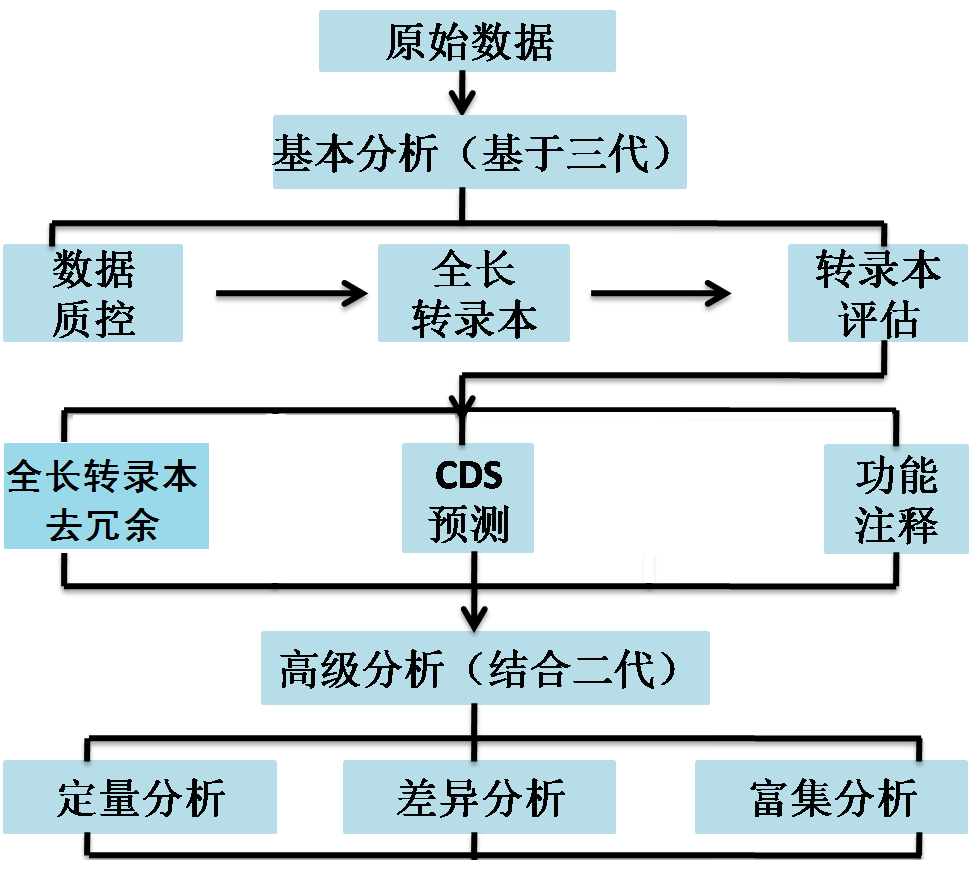 原始数据
基本分析（基于三代）
数据
质控
全长
转录本
转录本
评估
全长转录本
去冗余
CDS
预测
功能
注释
高级分析（结合二代）
定量分析
差异分析
富集分析